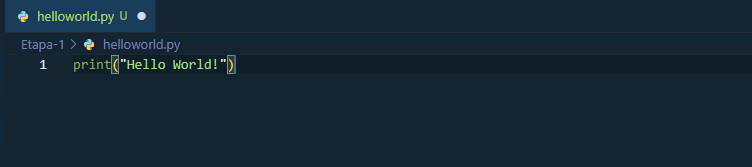 helloworld.py U
Etapa-1 > helloworld.py
1 print("Hello World!")